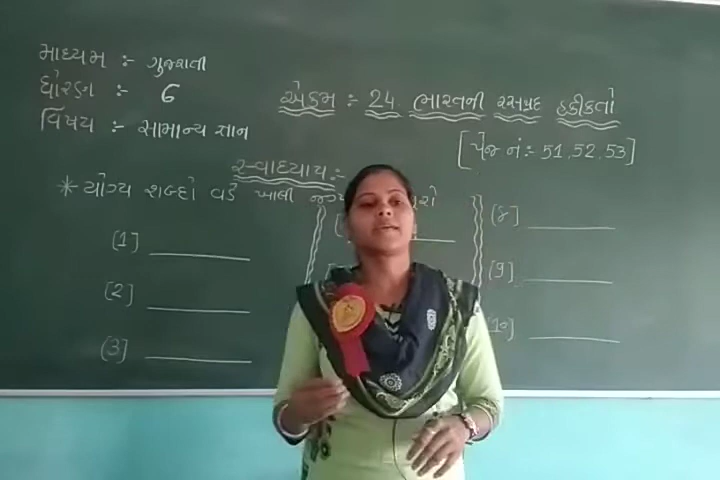 માધ્યમ :- ગુજરાતી
ધોરણ :- 6
વિષય :- સામાન્ય જ્ઞાન
એકમ :- 24. ભારતની રસપ્રદ હકીકતો
[પેજ નં:- 51, 52, 53]
સ્વાધ્યાય:-
* યોગ્ય શબ્દો વડે ખાલી
[1]
[2]
[3]
[8]
[9]
[10]